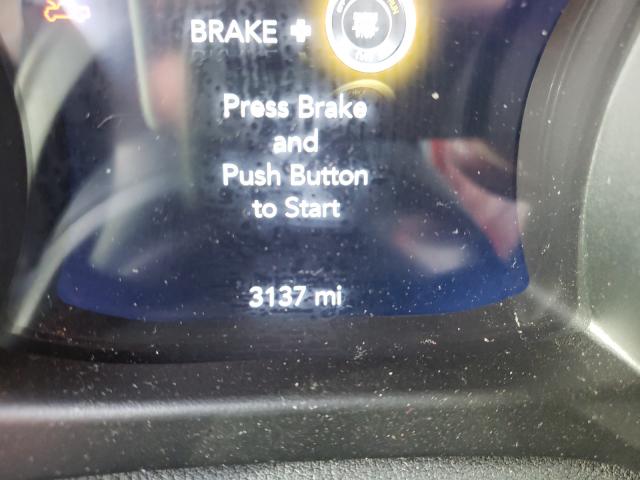 BRAKE +
Press Brake
and
Push Button
to Start
3137 mi